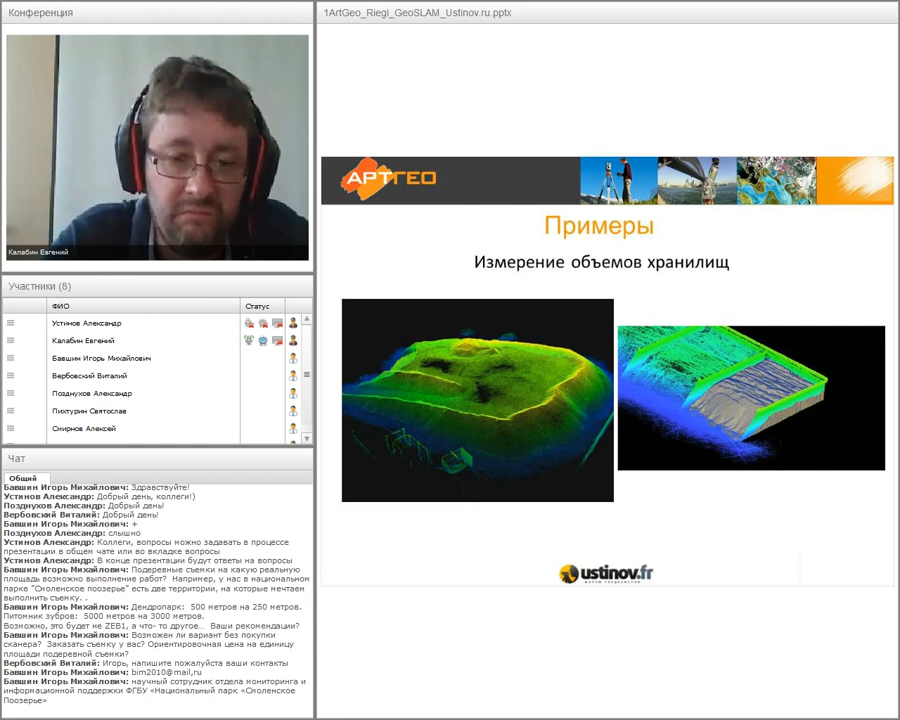 Конференция
Калабин Евгений
Участники (8)
ФИО Статус
Устинов Александр
Калабин Евгений
Бавшин Игорь Михайлович
Вербовский Виталий
Позднухов Александр
Пихтурин Святослав
Смирнов Алексей
Чат
Общий
Бавшин Игорь Михайлович: Здравствуйте!
Устинов Александр: Добрый день, коллеги!)
Позднухов Александр: Добрый день!
Вербовский Виталий: Добрый день!
Бавшин Игорь Михайлович: +
Позднухов Александр: слышно
Устинов Александр: Коллеги, вопросы можно задавать в процессе
презентации в общем чате или во вкладке вопросы
Устинов Александр: В конце презентации будут ответы на вопросы
Бавшин Игорь Михайлович: Подеревные съемки на какую реальную
площадь возможно выполнение работ? Например, у нас в национальном
парке "Смоленское поозерье" есть две территории, на которые мечтаем
выполнить съемку. .
Бавшин Игорь Михайлович: Дендропарк: 500 метров на 250 метров.
Питомник зубров: 5000 метров на 3000 метров.
Возможно, это будет не ZEB1, а что- то другое... Ваши рекомендации?
Бавшин Игорь Михайлович: Возможен ли вариант без покупки
сканера? Заказать съемку у вас? Ориентировочная цена на единицу
площади подеревной съемки?
Вербовский Виталий: Игорь, напишите пожалуйста ваши контакты
Бавшин Игорь Михайлович: bim2010@mail,ru
Бавшин Игорь Михайлович: научный сотрудник отдела мониторинга и
информационной поддержки ФГБУ «Национальный парк «Смоленское
Поозерье»
1ArtGeo_Riegl_GeoSLAM_Ustinov.ru.pptx
АРТГЕО
Примеры
Измерение объемов хранилищ
ustinov.fr